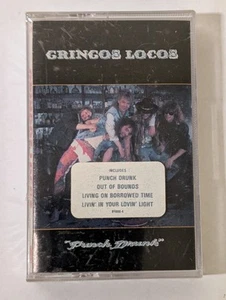 GRINGOS LOCOS
INCLUDES
PUNCH DRUNK
OUT OF BOUNDS
LIVING ON BORROWED TIME
LIVIN' IN YOUR LOVIN' LIGHT
"Punch Drunk"